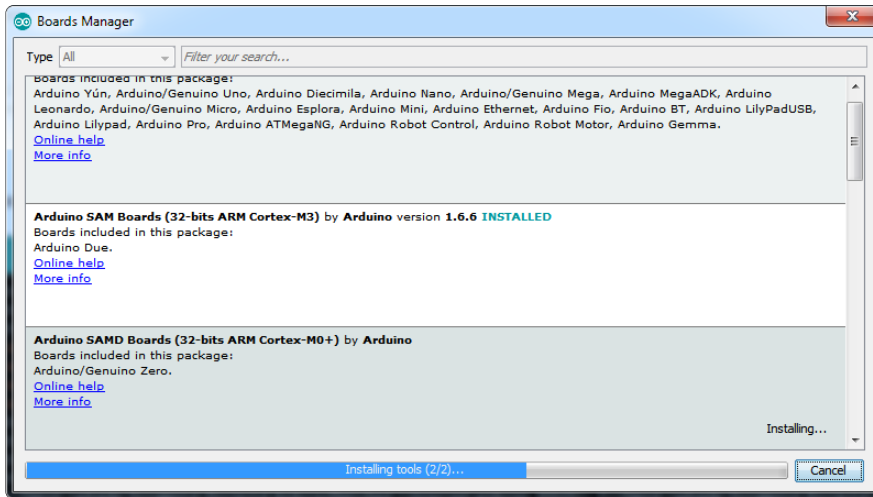 Boards Manager
Type All Filter your search...
Boards included in this package:
Arduino Yún, Arduino/Genuino Uno, Arduino Diecimila, Arduino Nano, Arduino/Genuino Mega, Arduino MegaADK, Arduino
Leonardo, Arduino/Genuino Micro, Arduino Esplora, Arduino Mini, Arduino Ethernet, Arduino Fio, Arduino BT, Arduino LilyPadUSB,
Arduino Lilypad, Arduino Pro, Arduino ATMegaNG, Arduino Robot Control, Arduino Robot Motor, Arduino Gemma.
Online help
More info
Arduino SAM Boards (32-bits ARM Cortex-M3) by Arduino version 1.6.6 INSTALLED
Boards included in this package:
Arduino Due.
Online help
More info
Arduino SAMD Boards (32-bits ARM Cortex-M0+) by Arduino
Boards included in this package:
Arduino/Genuino Zero.
Online help
More info
Installing...
Installing tools (2/2)...
Cancel